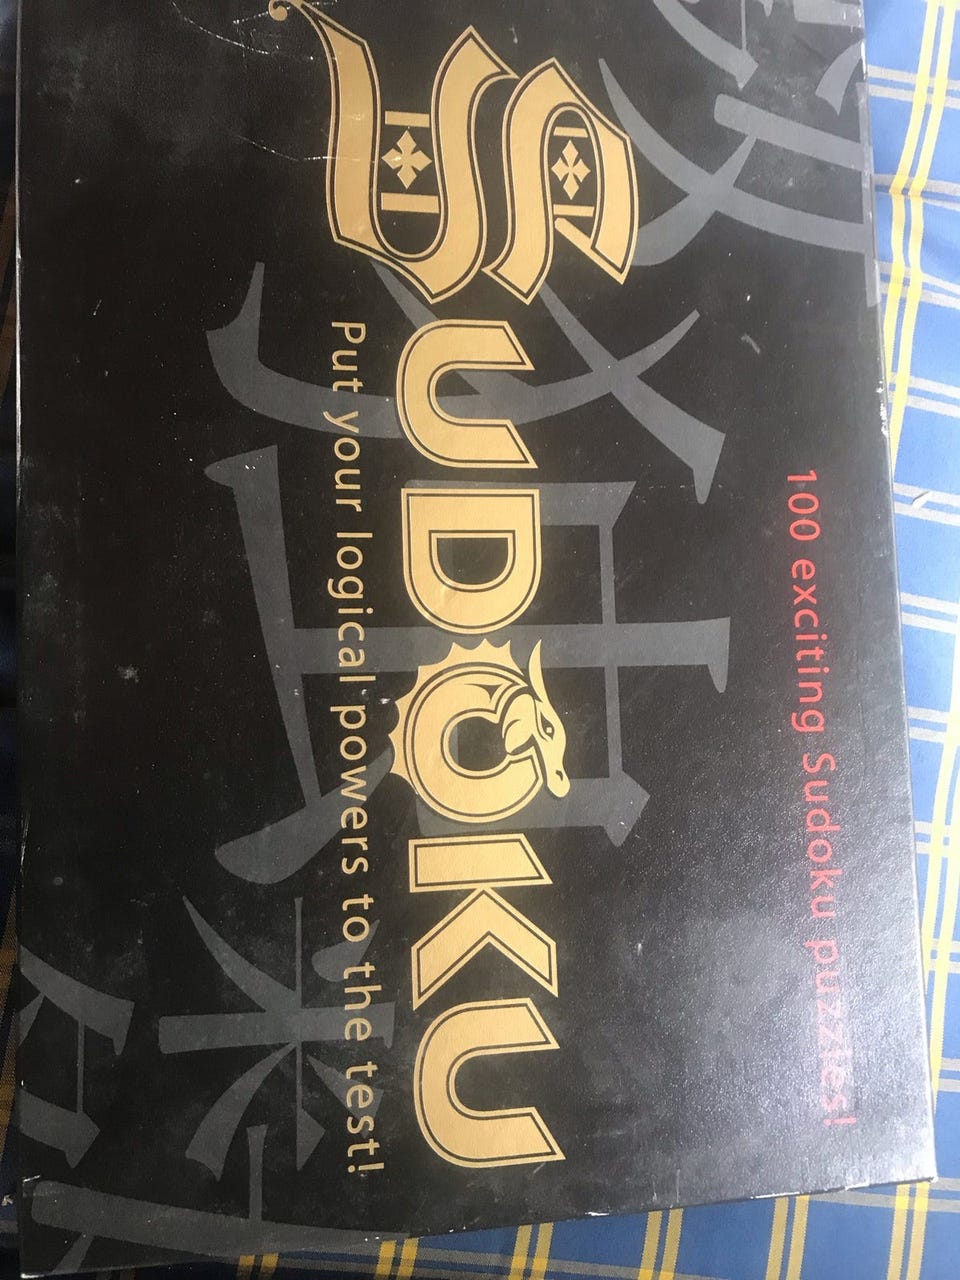 100 exciting Sudoku puzzles!
SUDOKU
Put your logical powers to the test!